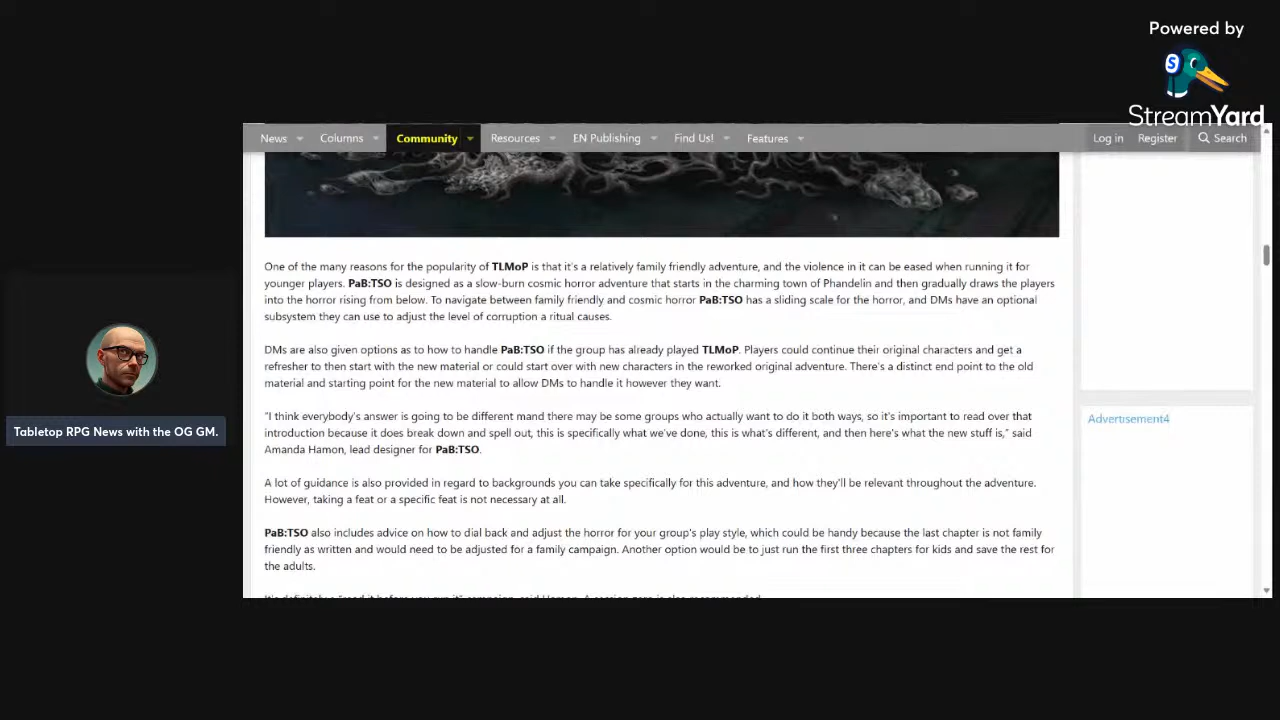 Powered by
S
StreamYard
News Columns Community Resources EN Publishing Find Us! Features Log in Register Search
One of the many reasons for the popularity of TLMoP is that it's a relatively family friendly adventure, and the violence in it can be eased when running it for
younger players. PaB:TSO is designed as a slow-burn cosmic horror adventure that starts in the charming town of Phandelin and then gradually draws the players
into the horror rising from below. To navigate between family friendly and cosmic horror PaB:TSO has a sliding scale for the horror, and DMs have an optional
subsystem they can use to adjust the level of corruption a ritual causes.
DMs are also given options as to how to handle PaB:TSO if the group has already played TLMoP. Players could continue their original characters and get a
refresher to then start with the new material or could start over with new characters in the reworked original adventure. There's a distinct end point to the old
material and starting point for the new material to allow DMs to handle it however they want.
"I think everybody's answer is going to be different mand there may be some groups who actually want to do it both ways, so it's important to read over that
introduction because it does break down and spell out, this is specifically what we've done, this is what's different, and then here's what the new stuff is," said
Amanda Hamon, lead designer for PaB:TSO.
A lot of guidance is also provided in regard to backgrounds you can take specifically for this adventure, and how they'll be relevant throughout the adventure.
However, taking a feat or a specific feat is not necessary at all.
PaB:TSO also includes advice on how to dial back and adjust the horror for your group's play style, which could be handy because the last chapter is not family
friendly as written and would need to be adjusted for a family campaign. Another option would be to just run the first three chapters for kids and save the rest for
the adults.
It's definitely a "read it before you run it" campaign, said Hamon. A session zero is also recommended.
Advertisement4
Tabletop RPG News with the OG GM.